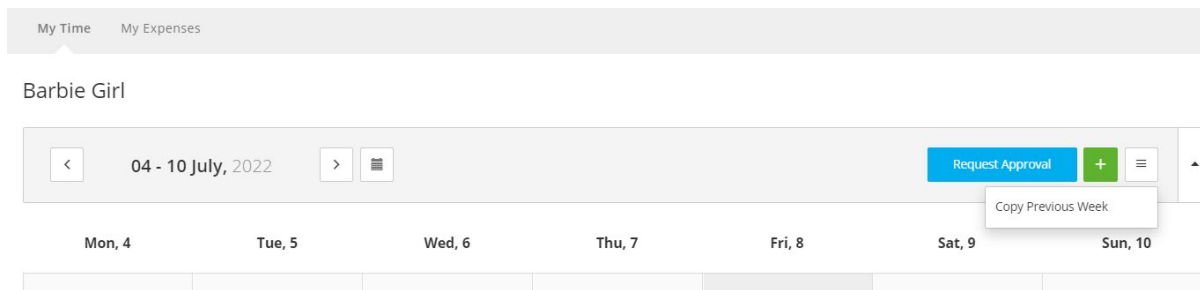 My Time My Expenses
Barbie Girl
04 - 10 July, 2022 Request Approval
Copy Previous Week
Mon, 4 Tue, 5 Wed, 6 Thu, 7 Fri, 8 Sat, 9 Sun, 10